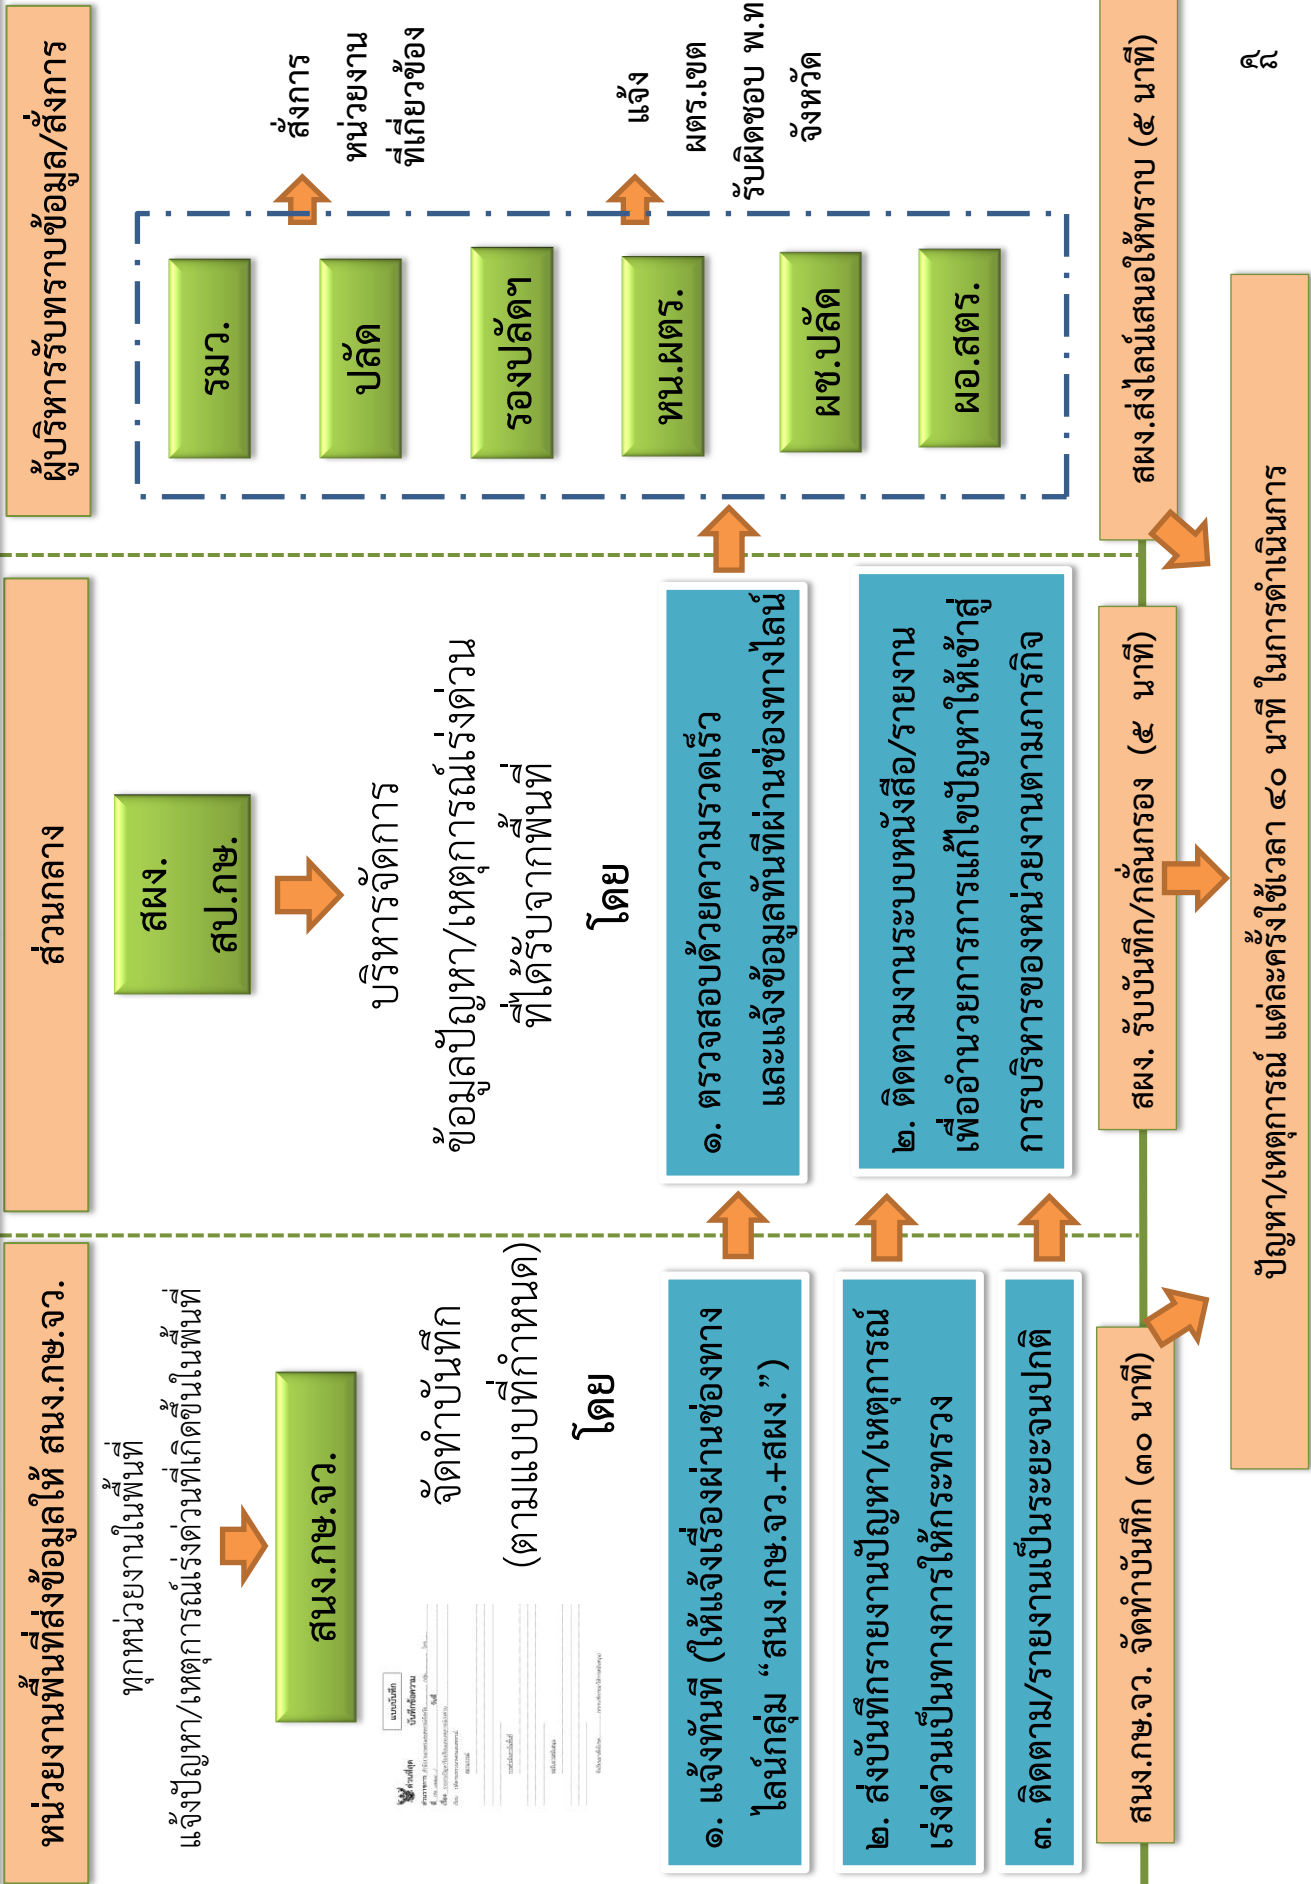 หน่วยงานพื้นที่ส่งข้อมูลให้ สนง.กษ.จว.
ทุกหน่วยงานในพื้นที่
แจ้งปัญหา/เหตุการณ์เร่งด่วนที่เกิดขึ้นในพื้นที่
สนง.กษ.จว.
จัดทำบันทึก
(ตามแบบที่กำหนด)
โดย
แบบบันทึก
บันทึกข้อความ
ด่วนที่สุด
๑. แจ้งทันที (ให้แจ้งเรื่องผ่านช่องทาง
ไลน์กลุ่ม “สนง.กษ.จว.+สผง.”)
๒. ส่งบันทึกรายงานปัญหา/เหตุการณ์
เร่งด่วนเป็นทางการให้กระทรวง
๓. ติดตาม/รายงานเป็นระยะจนปกติ
สนง.กษ.จว. จัดทำบันทึก (๓๐ นาที)
ส่วนกลาง
สผง.
สป.กษ.
บริหารจัดการ
ข้อมูลปัญหา/เหตุการณ์เร่งด่วน
ที่ได้รับจากพื้นที่
โดย
๑. ตรวจสอบด้วยความรวดเร็ว
และแจ้งข้อมูลทันทีผ่านช่องทางไลน์
๒. ติดตามงานระบบหนังสือ/รายงาน
เพื่ออำนวยการการแก้ไขปัญหาให้เข้าสู่
การบริหารของหน่วยงานตามภารกิจ
สผง. รับบันทึก/กลั่นกรอง (๕ นาที)
ผู้บริหารรับทราบข้อมูล/สั่งการ
รมว.
ปลัด
รองปลัดฯ
หน.ผตร.
ผช.ปลัด
ผอ.สตร.
สั่งการ
หน่วยงาน
ที่เกี่ยวข้อง
แจ้ง
ผตร.เขต
รับผิดชอบ พ.ท
จังหวัด
สผง.ส่งไลน์เสนอให้ทราบ (๕ นาที)
ปัญหา/เหตุการณ์ แต่ละครั้งใช้เวลา ๔๐ นาที ในการดำเนินการ
๔๘